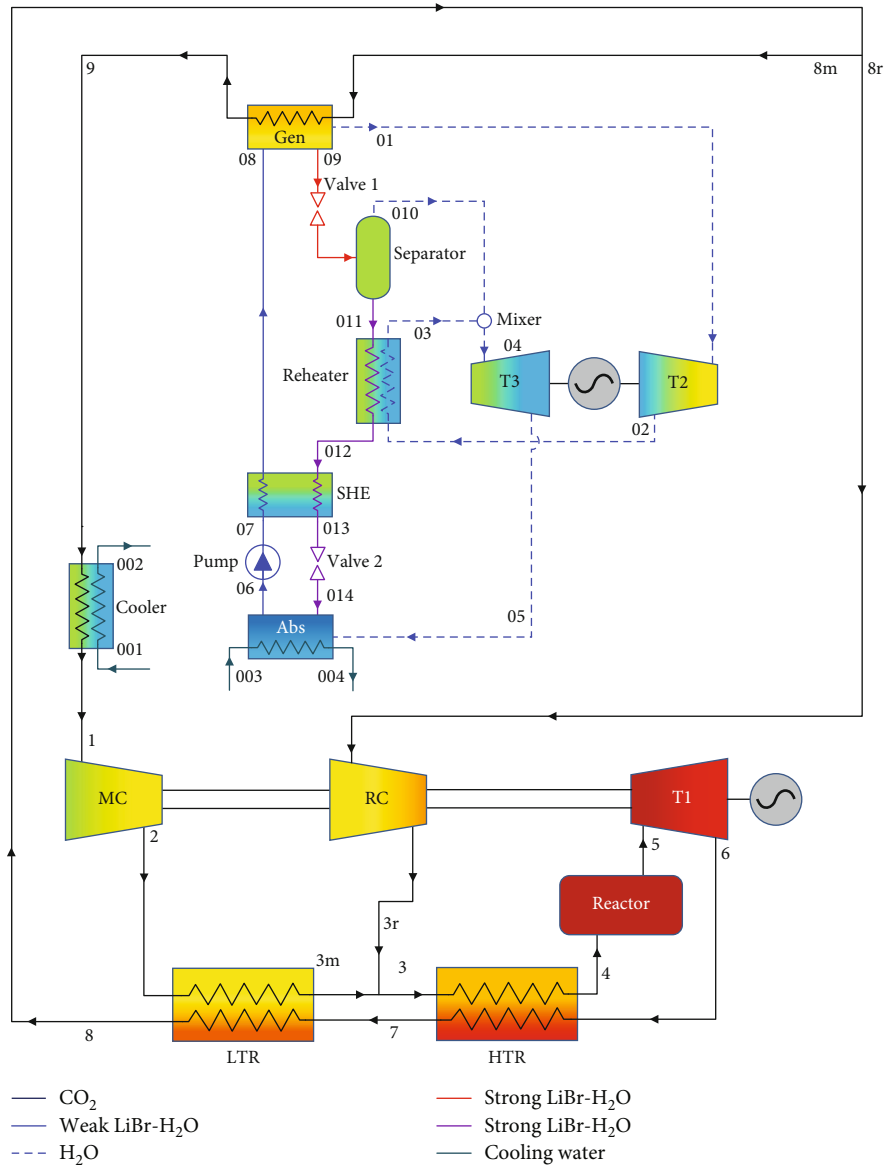 9
8m
8r
Gen
01
08
09
Valve 1
010
Separator
011
03
Mixer
04
Reheater
T3
T2
02
012
SHE
07
013
Pump
Valve 2
06
014
002
Cooler
001
Abs
05
003
004
1
MC
RC
T1
2
5
6
Reactor
3r
3m
3
4
8
7
LTR
HTR
CO₂
Weak LiBr-H₂O
H₂O
Strong LiBr-H₂O
Strong LiBr-H₂O
Cooling water